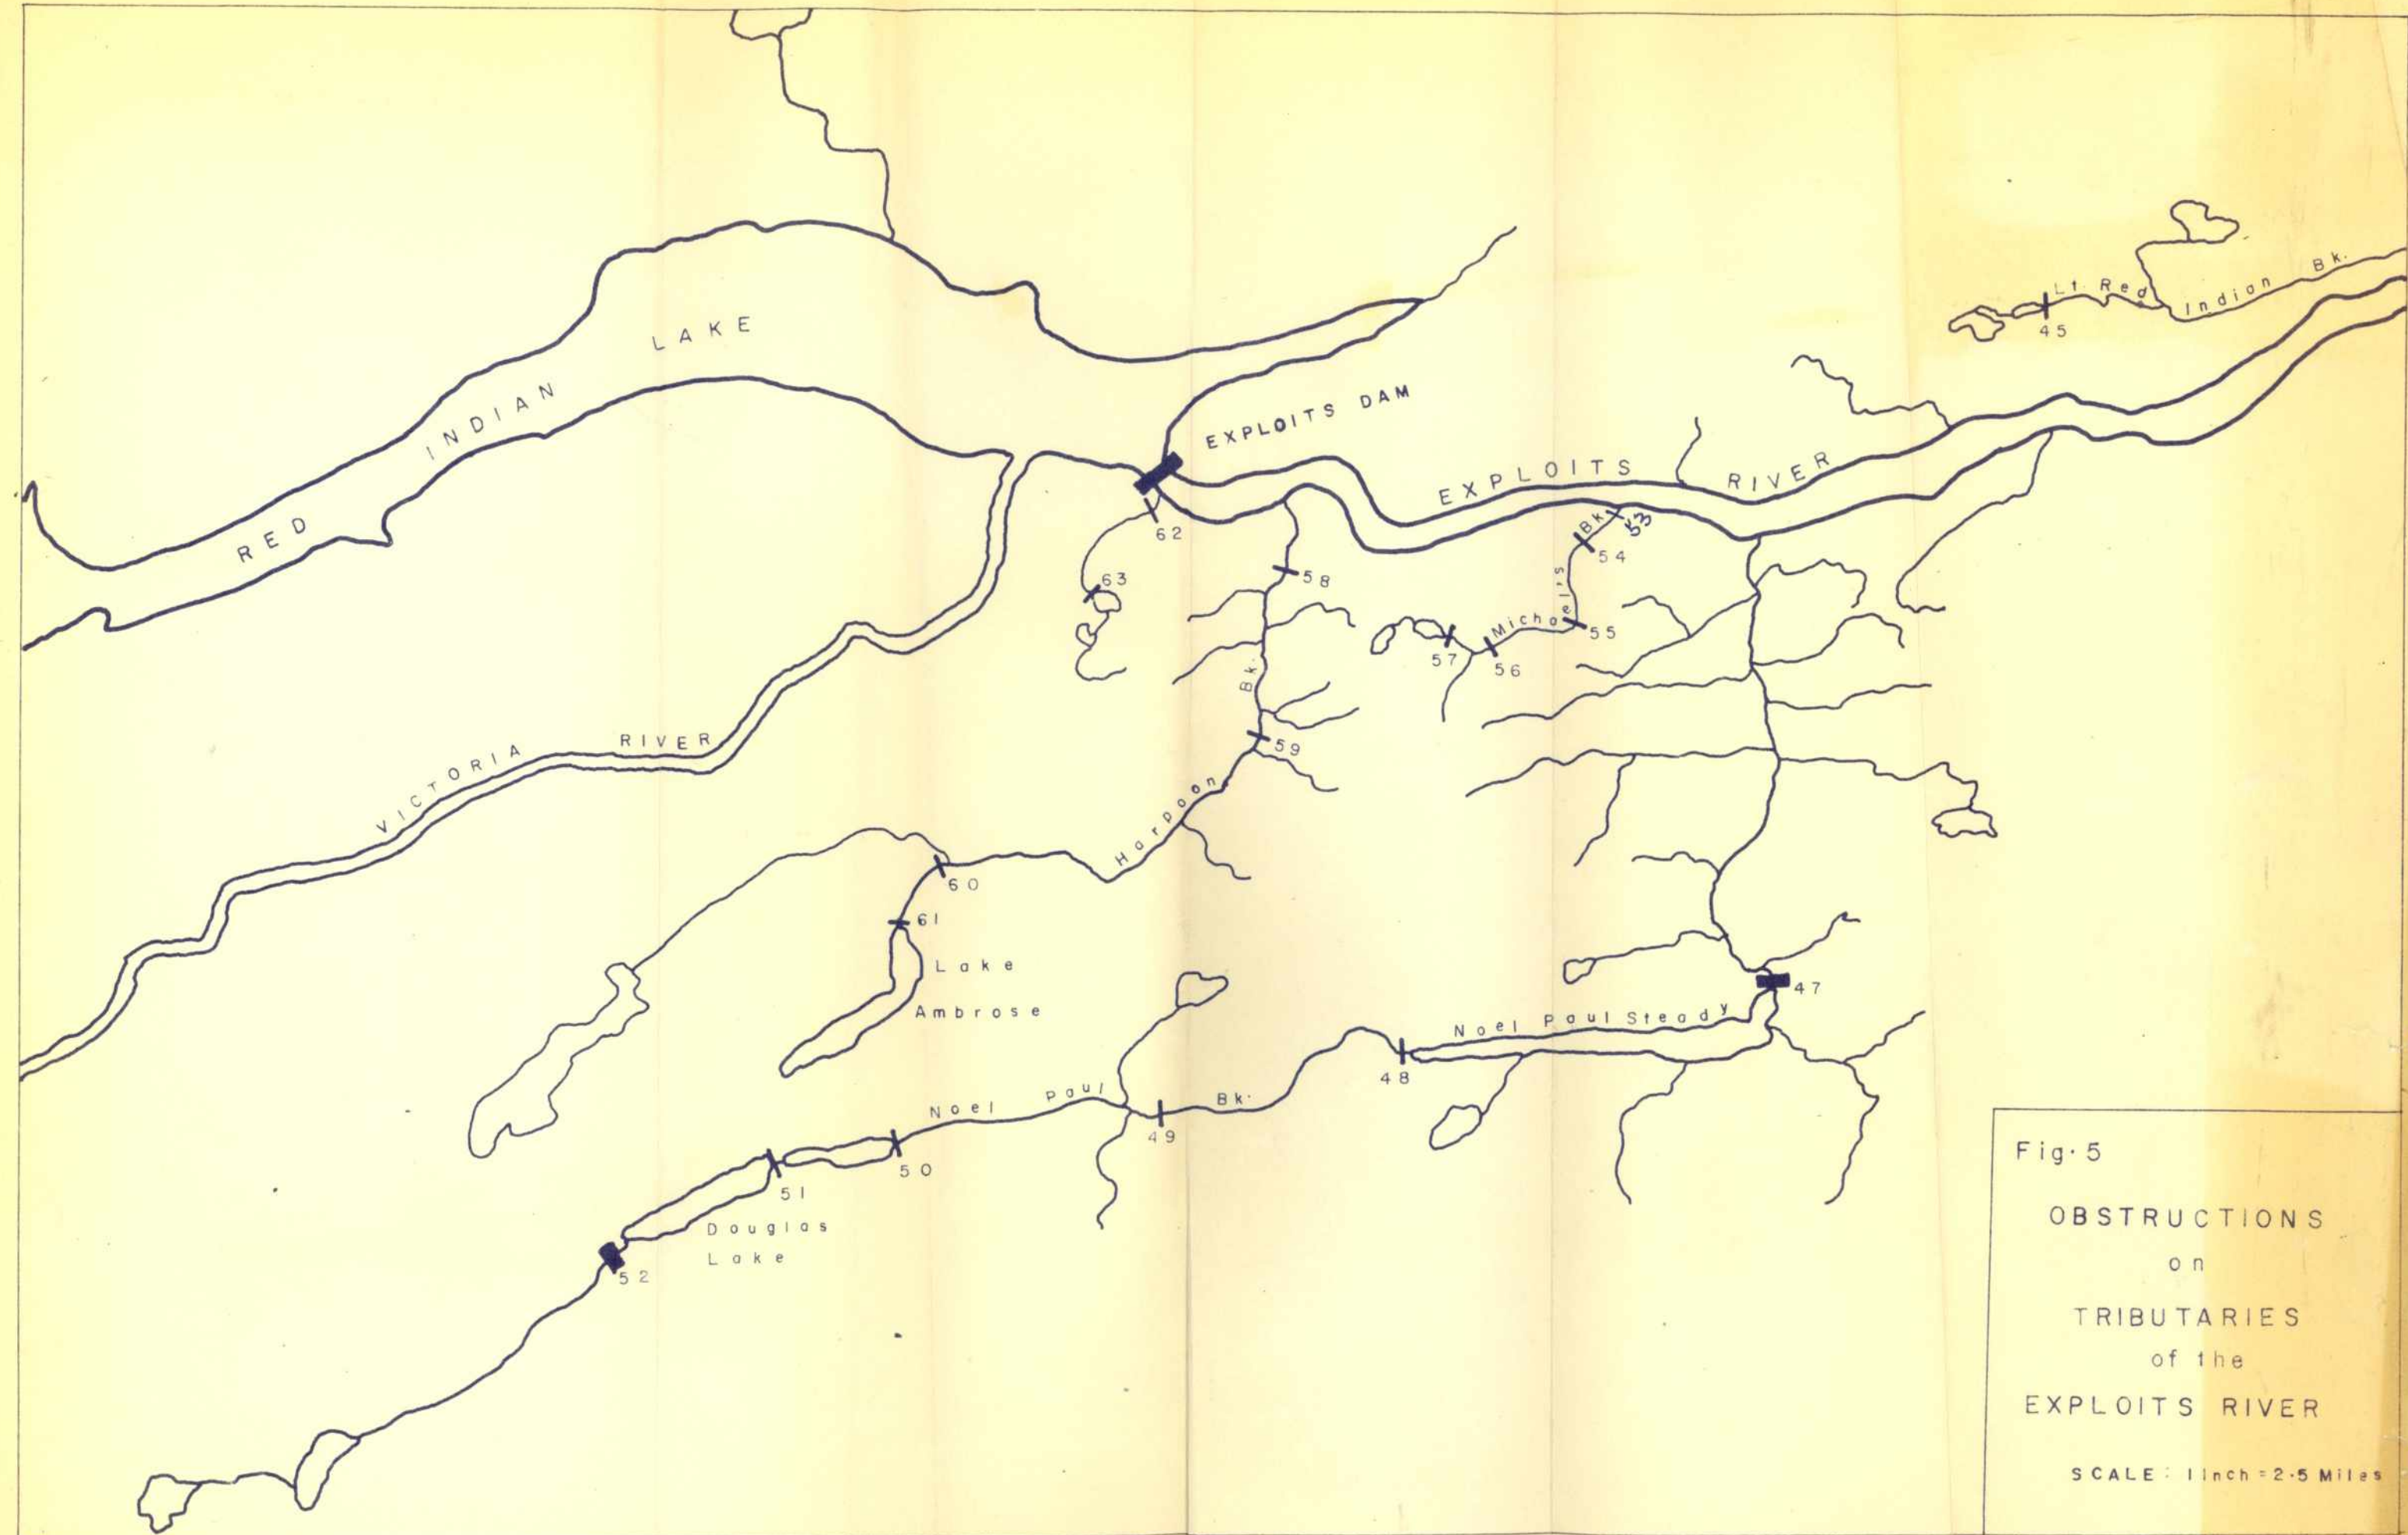 Lt. Red Indian Bk.
45
RED INDIAN LAKE
EXPLOITS DAM
EXPLOITS RIVER
62
63
58
Bk. 53
54
Michael's
55
56
57
VICTORIA RIVER
Harpoon Bk.
59
60
61
Lake
Ambrose
47
Noel Paul Steady
48
Noel Paul Bk.
49
50
51
Douglas
Lake
52
Fig. 5
OBSTRUCTIONS
on
TRIBUTARIES
of the
EXPLOITS RIVER
SCALE: 1 Inch = 2.5 Miles